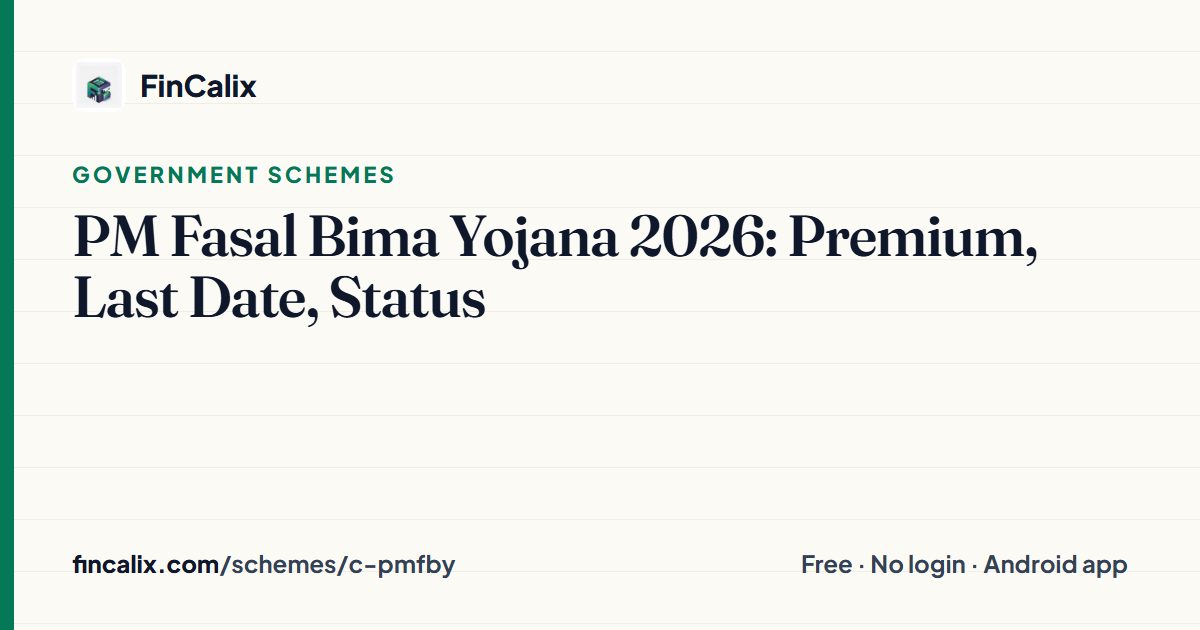 FinCalix
GOVERNMENT SCHEMES
PM Fasal Bima Yojana 2026: Premium,
Last Date, Status
fincalix.com/schemes/c-pmfby
Free · No login · Android app